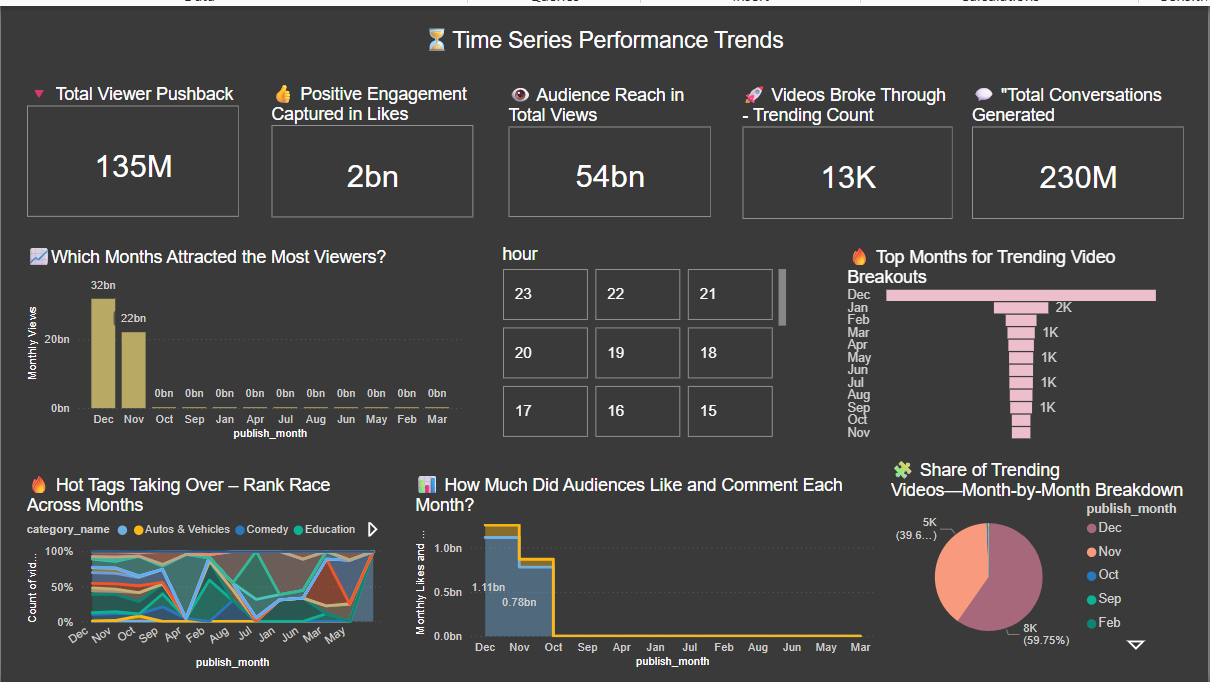 Time Series Performance Trends
Total Viewer Pushback
135M
Positive Engagement
Captured in Likes
2bn
Audience Reach in
Total Views
54bn
Videos Broke Through
- Trending Count
13K
"Total Conversations
Generated
230M
Which Months Attracted the Most Viewers?
Monthly Views
32bn
22bn
0bn 0bn 0bn 0bn 0bn 0bn 0bn 0bn 0bn 0bn
20bn
0bn
Dec Nov Oct Sep Jan Apr Jul Aug Jun May Feb Mar
publish_month
hour
23 22 21
20 19 18
17 16 15
Top Months for Trending Video
Breakouts
Dec
Jan 2K
Feb
Mar 1K
Apr
May 1K
Jun
Jul 1K
Aug
Sep 1K
Oct
Nov
Hot Tags Taking Over – Rank Race
Across Months
category_name Autos & Vehicles Comedy Education
Count of vid...
100%
50%
0%
Dec Nov Oct Sep Apr Feb Aug Jul Jan Jun Mar May
publish_month
How Much Did Audiences Like and Comment Each
Month?
Monthly Likes and ...
1.0bn
0.5bn
0.0bn
1.11bn
0.78bn
Dec Nov Oct Sep Apr Jan Jul Feb Aug Jun May Mar
publish_month
Share of Trending
Videos—Month-by-Month Breakdown
5K
(39.6...)
8K
(59.75%)
publish_month
Dec
Nov
Oct
Sep
Feb